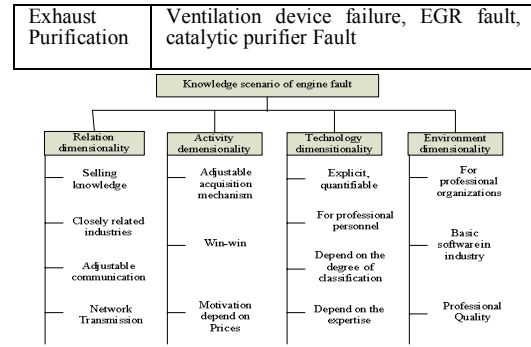 Exhaust
Purification
Ventilation device failure, EGR fault,
catalytic purifier Fault
Knowledge scenario of engine fault
Relation
dimensionality
Selling
knowledge
Closely related
industries
Adjustable
communication
Network
Transmission
Activity
demensionality
Adjustable
acquisition
mechanism
Win-win
Motivation
depend on
Prices
Technology
dimensitionality
Explicit,
quantifiable
For professional
personnel
Depend on the
degree of
classification
Depend on the
expertise
Environment
dimensionality
For
professional
organizations
Basic
software in
industry
Professional
Quality